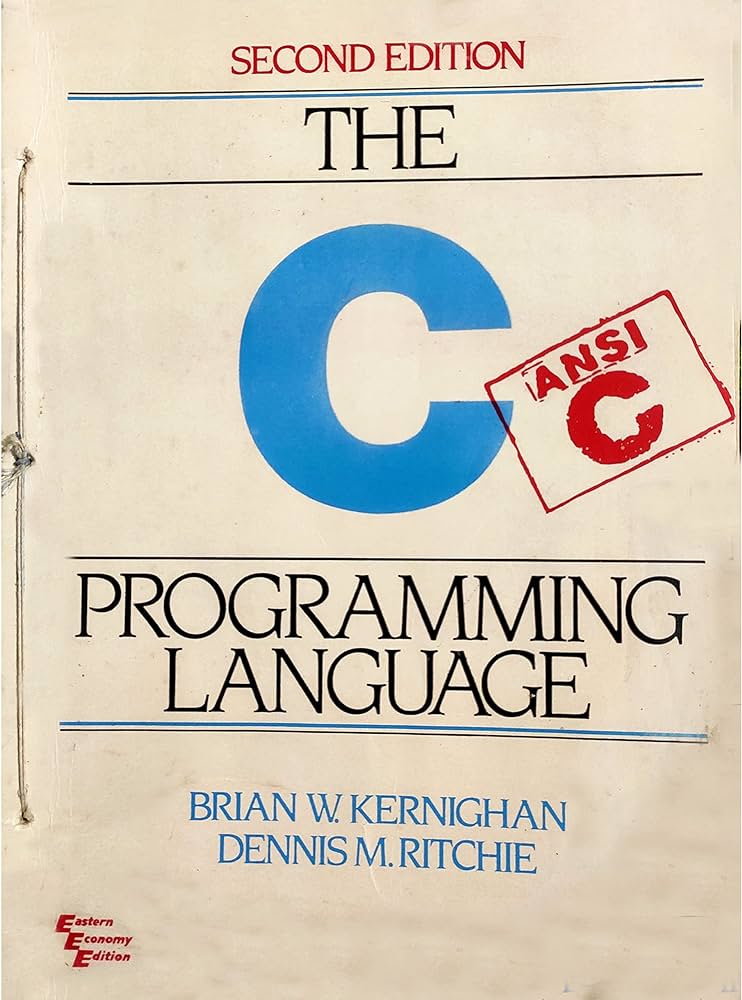 SECOND EDITION
THE
C
ANSI
C
PROGRAMMING
LANGUAGE
BRIAN W. KERNIGHAN
DENNIS M. RITCHIE
Eastern
Economy
Edition